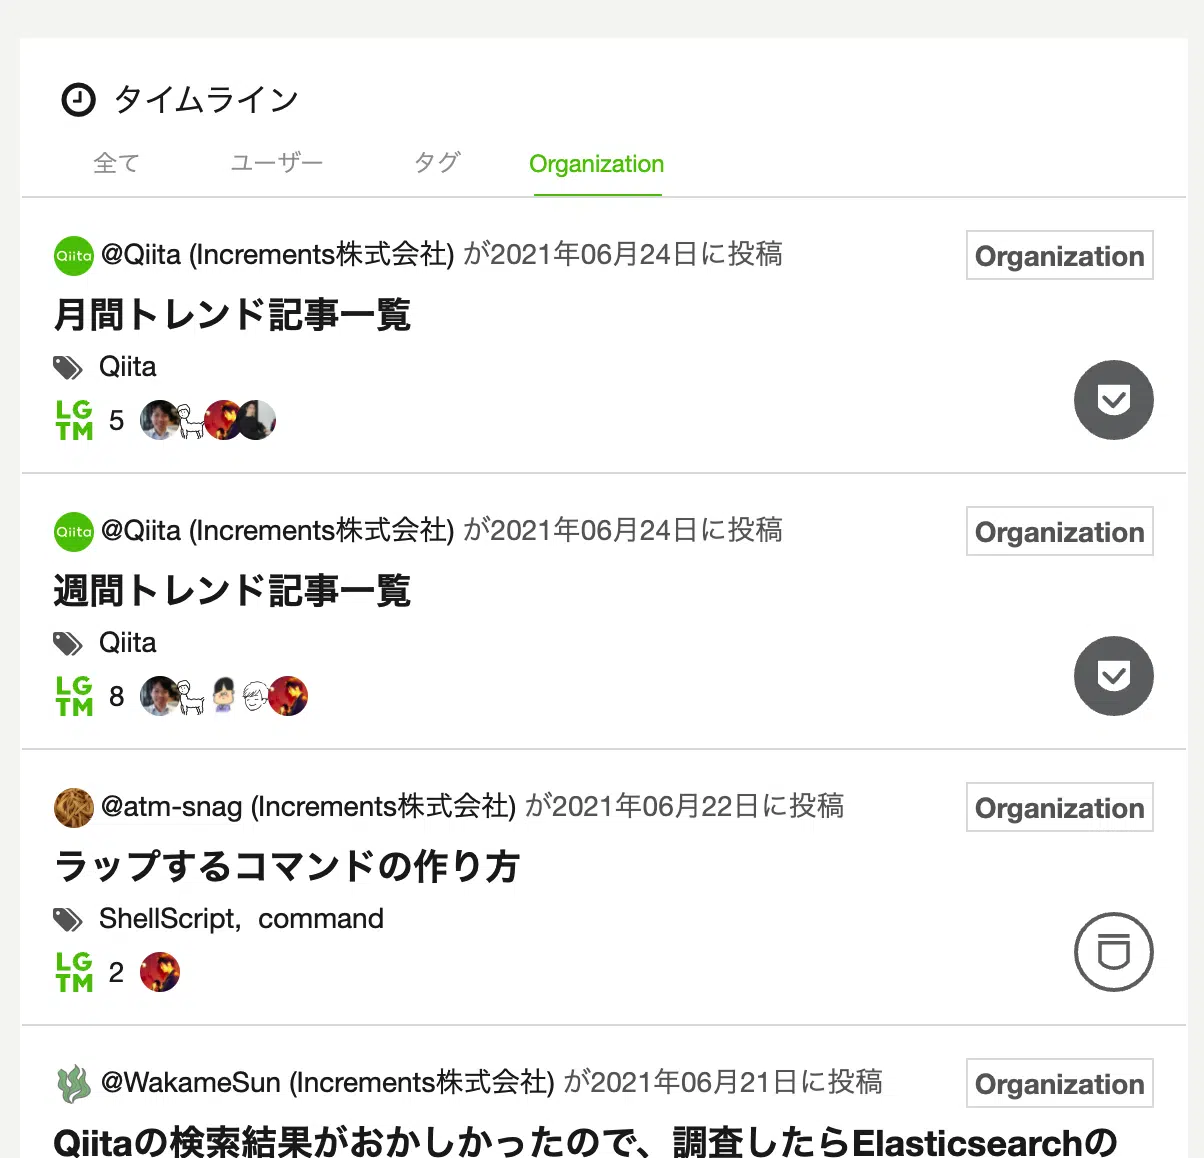 タイムライン
全て ユーザー タグ Organization
Qiita @Qiita (Increments株式会社) が2021年06月24日に投稿 Organization
月間トレンド記事一覧
Qiita
LGTM 5
Qiita @Qiita (Increments株式会社) が2021年06月24日に投稿 Organization
週間トレンド記事一覧
Qiita
LGTM 8
@atm-snag (Increments株式会社) が2021年06月22日に投稿 Organization
ラップするコマンドの作り方
ShellScript, command
LGTM 2
@WakameSun (Increments株式会社) が2021年06月21日に投稿 Organization
Qiitaの検索結果がおかしかったので、調査したらElasticsearchの